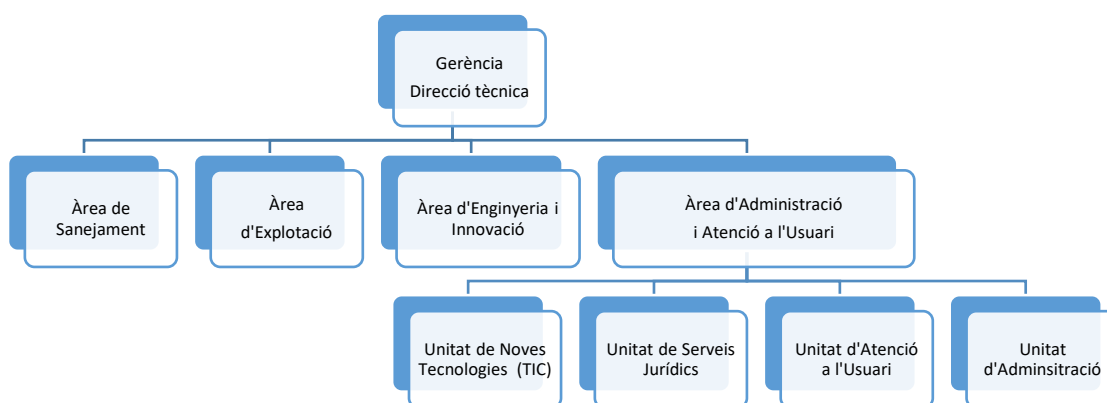 Gerència
Direcció tècnica
Àrea de
Sanejament
Àrea
d'Explotació
Àrea d'Enginyeria i
Innovació
Àrea d'Administració
i Atenció a l'Usuari
Unitat de Noves
Tecnologies (TIC)
Unitat de Serveis
Jurídics
Unitat d'Atenció
a l'Usuari
Unitat
d'Adminsitració